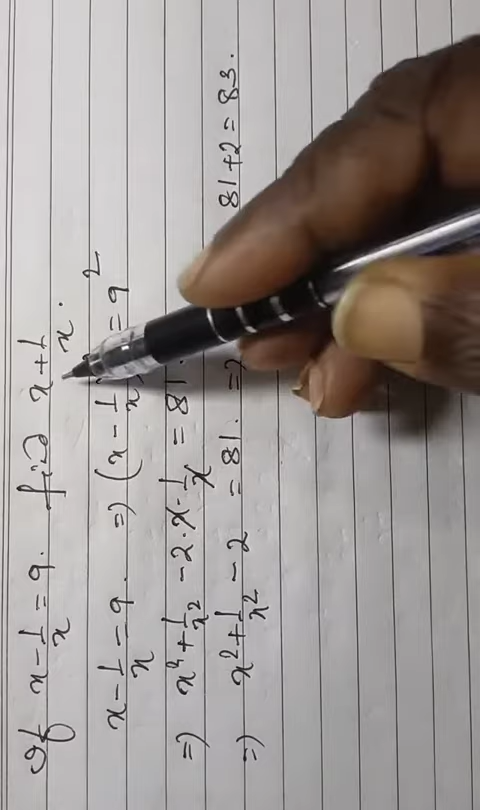 If x - 1/x = 9. find x + 1/x.
x - 1/x = 9. => (x - 1/x = 9²
=> x² + 1/x² - 2.x.1/x = 81.
=> x² + 1/x² - 2 = 81. => 81 + 2 = 83.